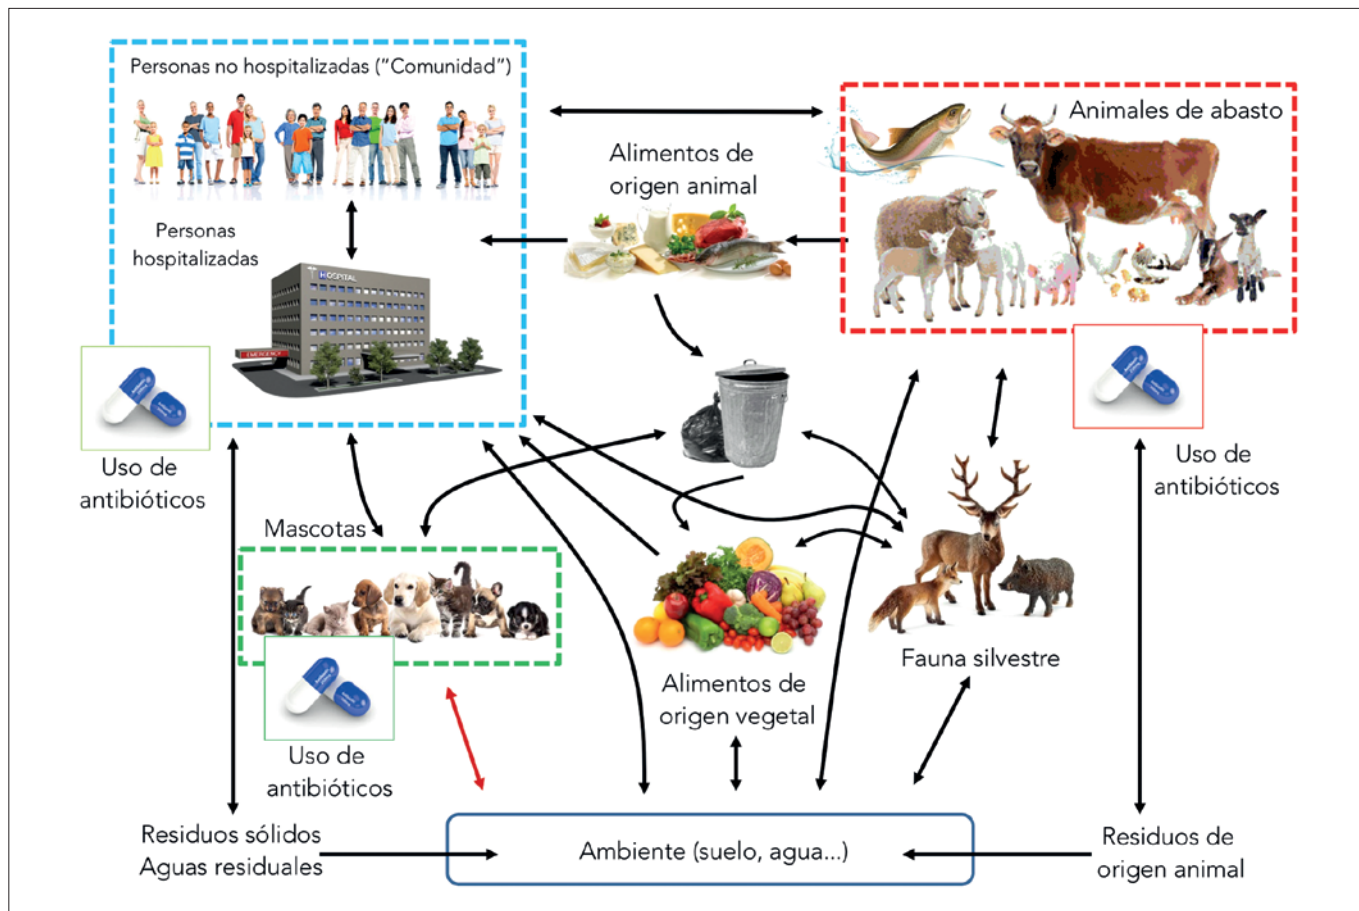 Personas no hospitalizadas (“Comunidad”)
Animales de abasto
Alimentos de
origen animal
Personas
hospitalizadas
HOSPITAL
EMERGENCY
Uso de
antibióticos
Uso de
antibióticos
Mascotas
Fauna silvestre
Alimentos de
origen vegetal
Uso de
antibióticos
Residuos sólidos
Aguas residuales
Ambiente (suelo, agua...)
Residuos de
origen animal